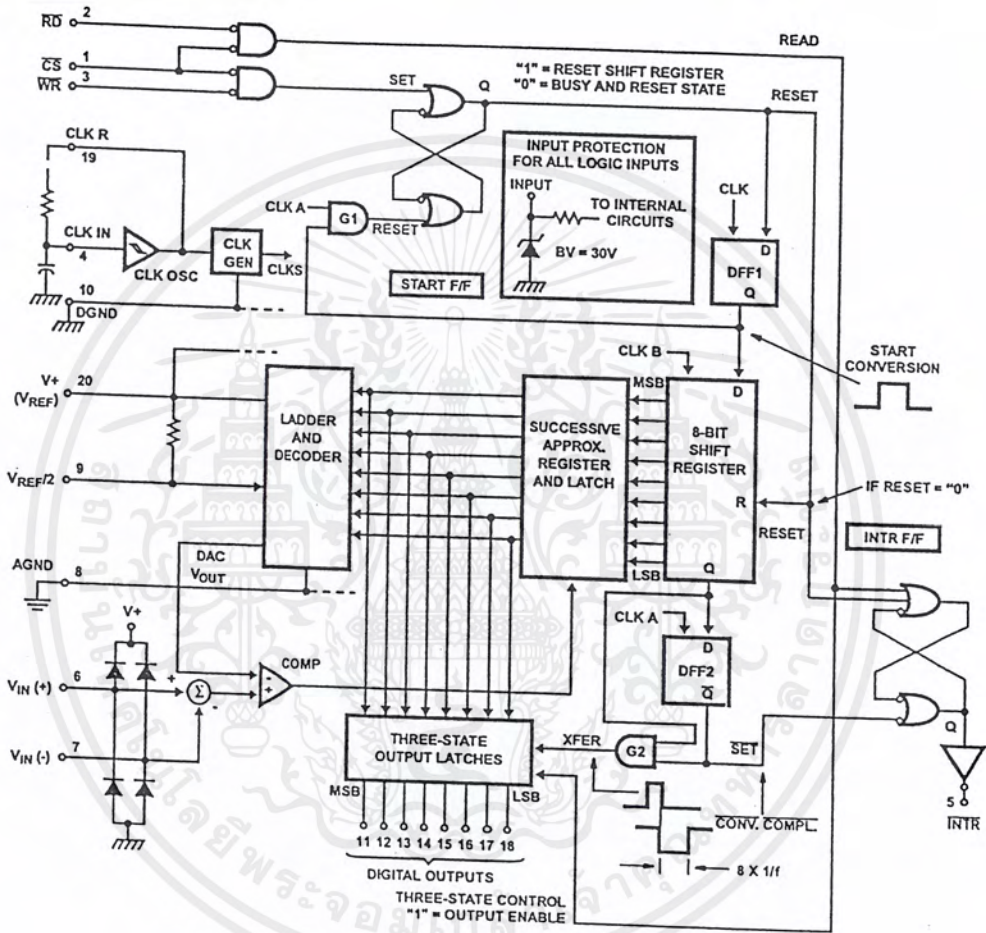 RD
2
READ
CS
1
WR
3
SET
Q
"1" = RESET SHIFT REGISTER
"0" = BUSY AND RESET STATE
RESET
CLK R
19
INPUT PROTECTION
FOR ALL LOGIC INPUTS
INPUT
TO INTERNAL
CIRCUITS
BV = 30V
CLK
D
DFF1
Q
CLK A
G1
RESET
CLK IN
4
CLK OSC
CLK
GEN
CLKS
START F/F
10
DGND
START
CONVERSION
CLK B
V+
(VREF)
20
LADDER
AND
DECODER
MSB
SUCCESSIVE
APPROX.
REGISTER
AND LATCH
D
8-BIT
SHIFT
REGISTER
VREF/2
9
R
IF RESET = "0"
RESET
INTR F/F
LSB
Q
DAC
VOUT
AGND
8
CLK A
D
DFF2
Q
V+
COMP
VIN (+)
6
+
Σ
-
-
+
VIN (-)
7
THREE-STATE
OUTPUT LATCHES
XFER
G2
SET
Q
MSB
LSB
CONV. COMPL.
5
INTR
11 12 13 14 15 16 17 18
8 X 1/f
DIGITAL OUTPUTS
THREE-STATE CONTROL
"1" = OUTPUT ENABLE